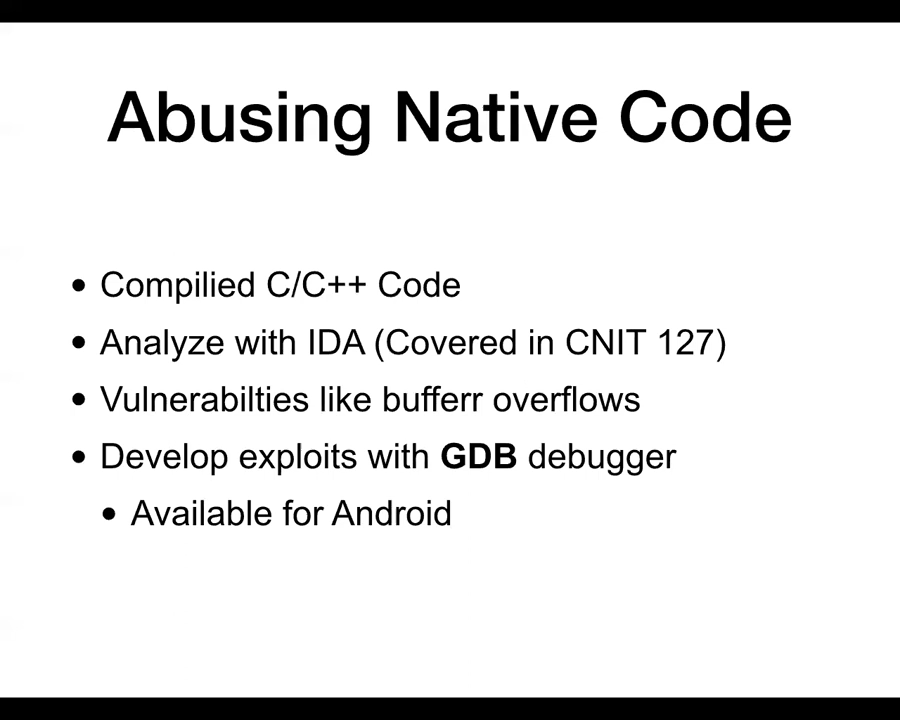 Abusing Native Code
• Compilied C/C++ Code
• Analyze with IDA (Covered in CNIT 127)
• Vulnerabilties like bufferr overflows
• Develop exploits with GDB debugger
• Available for Android